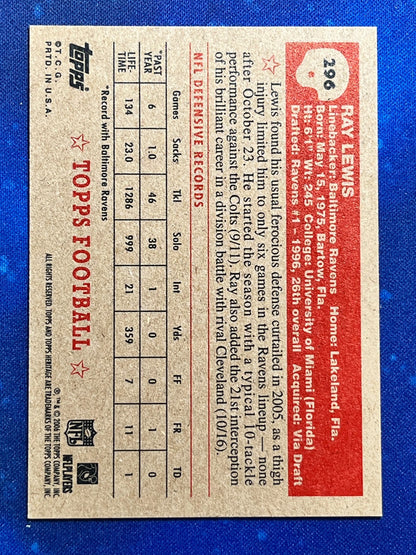 296
RAY LEWIS
Linebacker: Baltimore Ravens Home: Lakeland, Fla.
Born: May 15, 1975, Bartow, Fla.
Ht: 6'1" Wt: 245 College: University of Miami (Florida)
Drafted: Ravens #1 - 1996, 26th overall Acquired: Via Draft
Lewis found his usual ferocious defense curtailed in 2005, as a thigh
injury limited him to only six games in the Ravens lineup — none
after October 23. He started the season with a typical 10-tackle
performance against the Colts (9/11). Ray also added the 21st interception
of his brilliant career in a division battle with rival Cleveland (10/16).
NFL DEFENSIVE RECORDS
Games Sacks Tkl Solo Int Yds FF FR TD
*PAST YEAR 6 1.0 46 38 1 0 0 1 0
LIFE-TIME 134 23.0 1286 999 21 359 7 11 1
*Record with Baltimore Ravens
Topps
© T.C.G.
PRTD. IN U.S.A.
TOPPS FOOTBALL
® ™ & © 2006 THE TOPPS COMPANY, INC.
ALL RIGHTS RESERVED. TOPPS AND TOPPS HERITAGE ARE TRADEMARKS OF THE TOPPS COMPANY, INC.
NFL
NFL PLAYERS